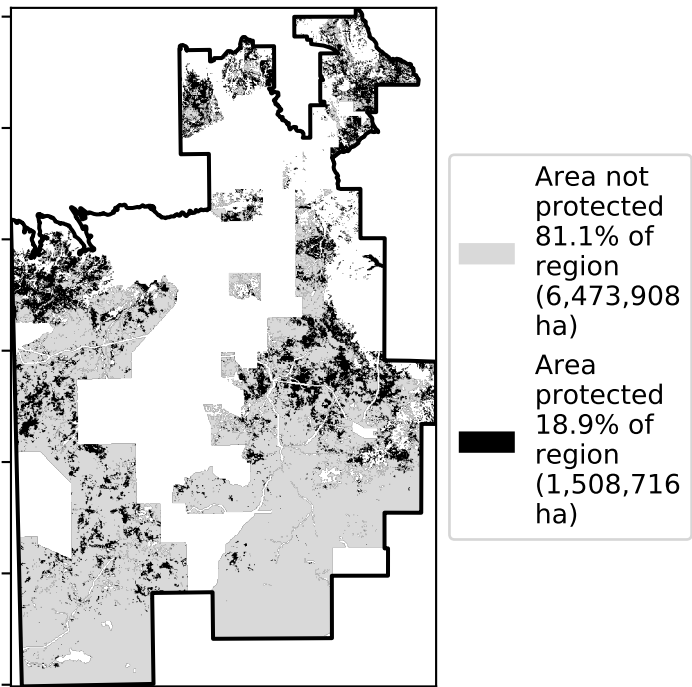 Area not
protected
81.1% of
region
(6,473,908
ha)
Area
protected
18.9% of
region
(1,508,716
ha)